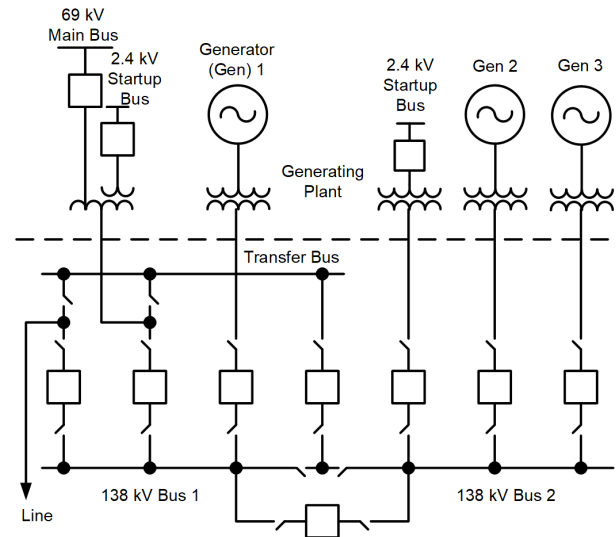 69 kV
Main Bus
2.4 kV
Startup
Bus
Generator
(Gen) 1
2.4 kV
Startup
Bus
Gen 2
Gen 3
Generating
Plant
Transfer Bus
138 kV Bus 1
138 kV Bus 2
Line